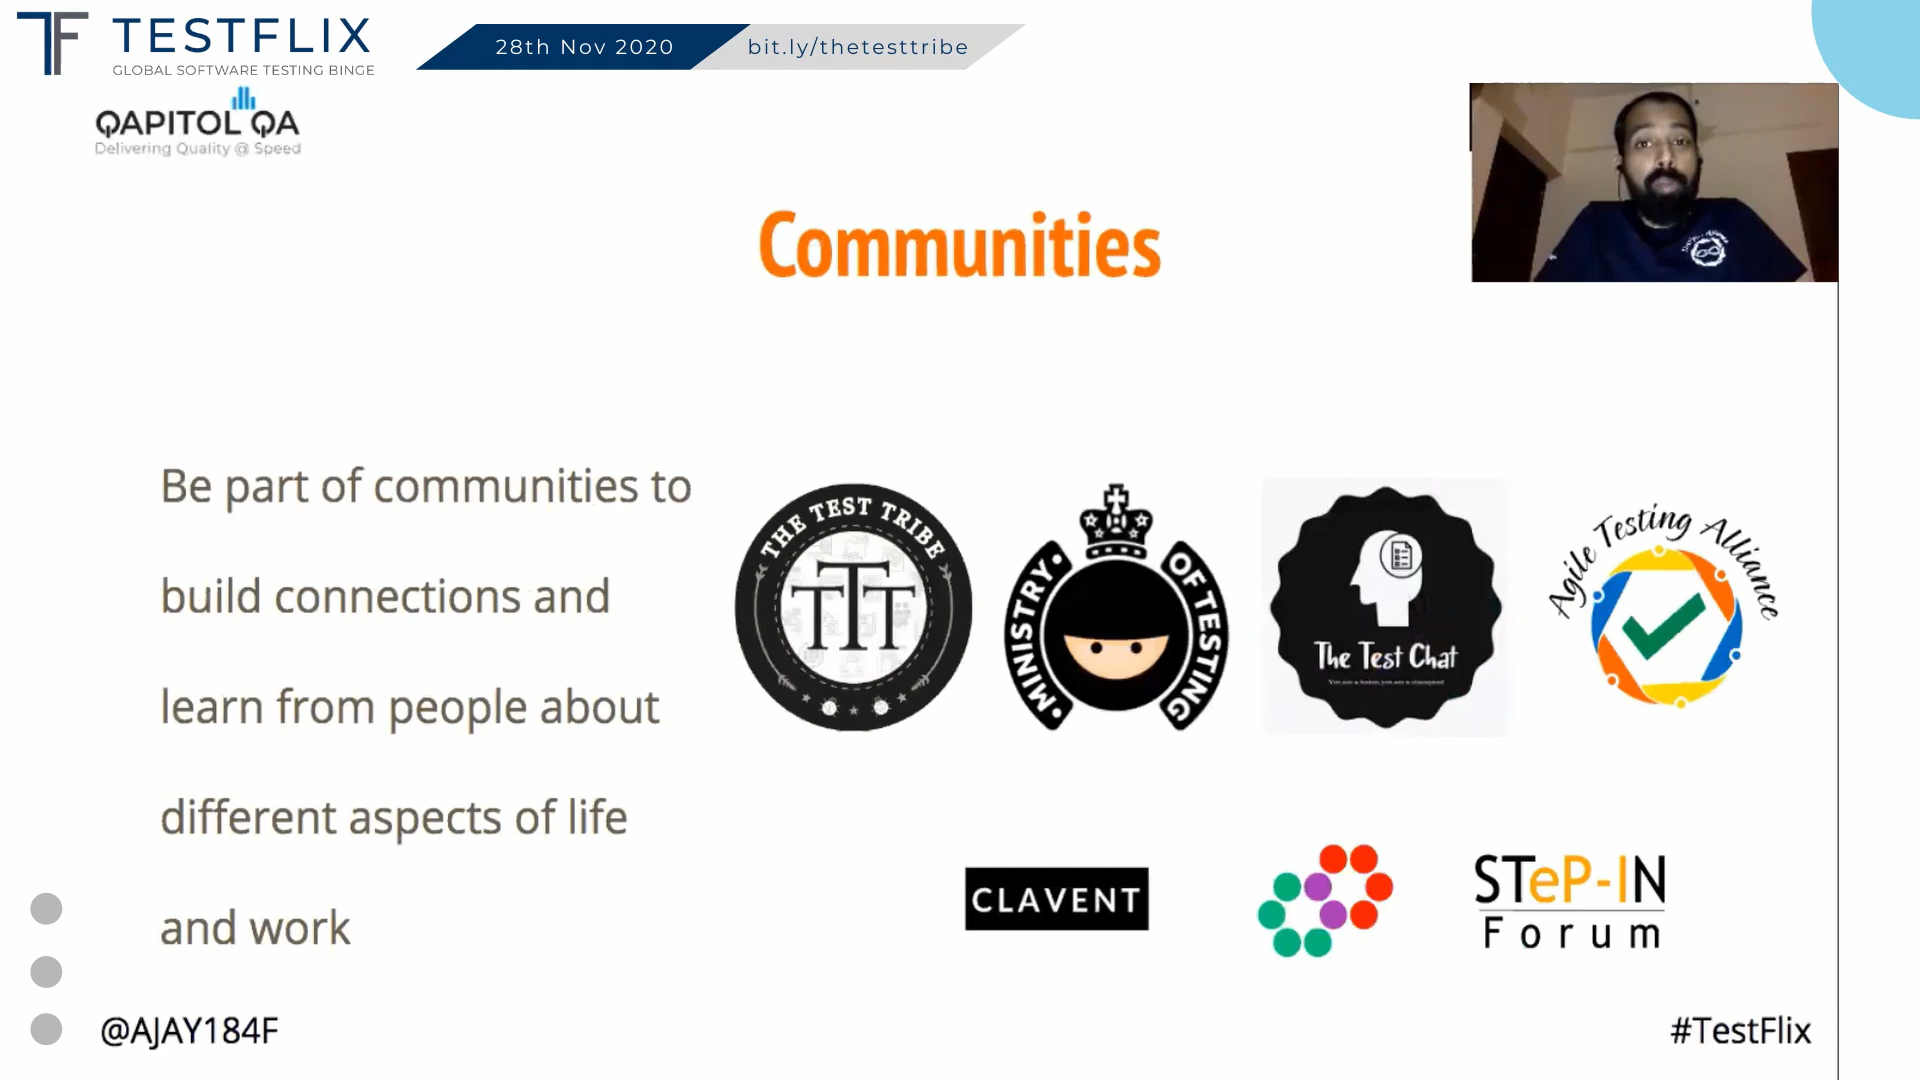 TF TESTFLIX
GLOBAL SOFTWARE TESTING BINGE
28th Nov 2020
bit.ly/thetesttribe
QAPITOL QA
Delivering Quality @ Speed
Communities
Be part of communities to
build connections and
learn from people about
different aspects of life
and work
THE TEST TRIBE
TTT
MINISTRY OF TESTING
The Test Chat
Agile Testing Alliance
CLAVENT
STeP-IN
Forum
@AJAY184F
#TestFlix